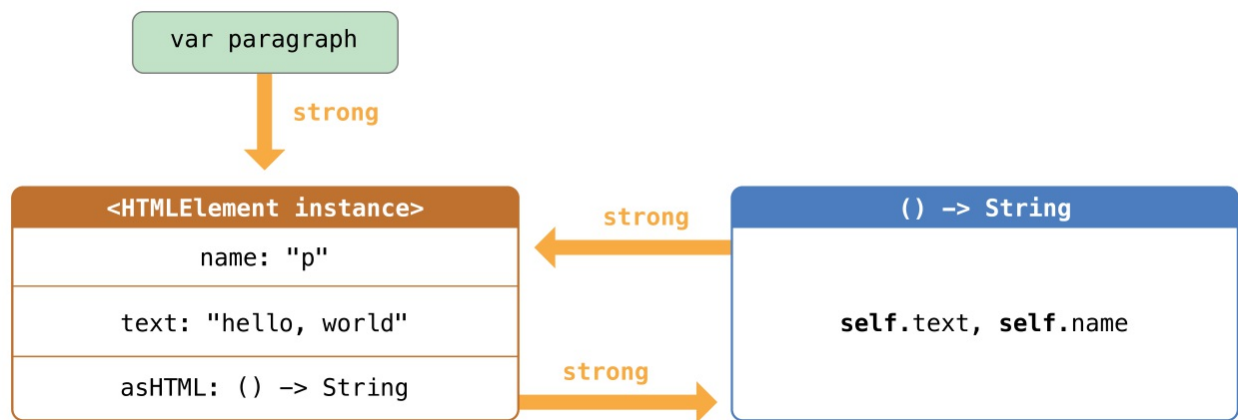 var paragraph
strong
<HTMLElement instance>
name: "p"
text: "hello, world"
asHTML: () -> String
strong
strong
() -> String
self.text, self.name